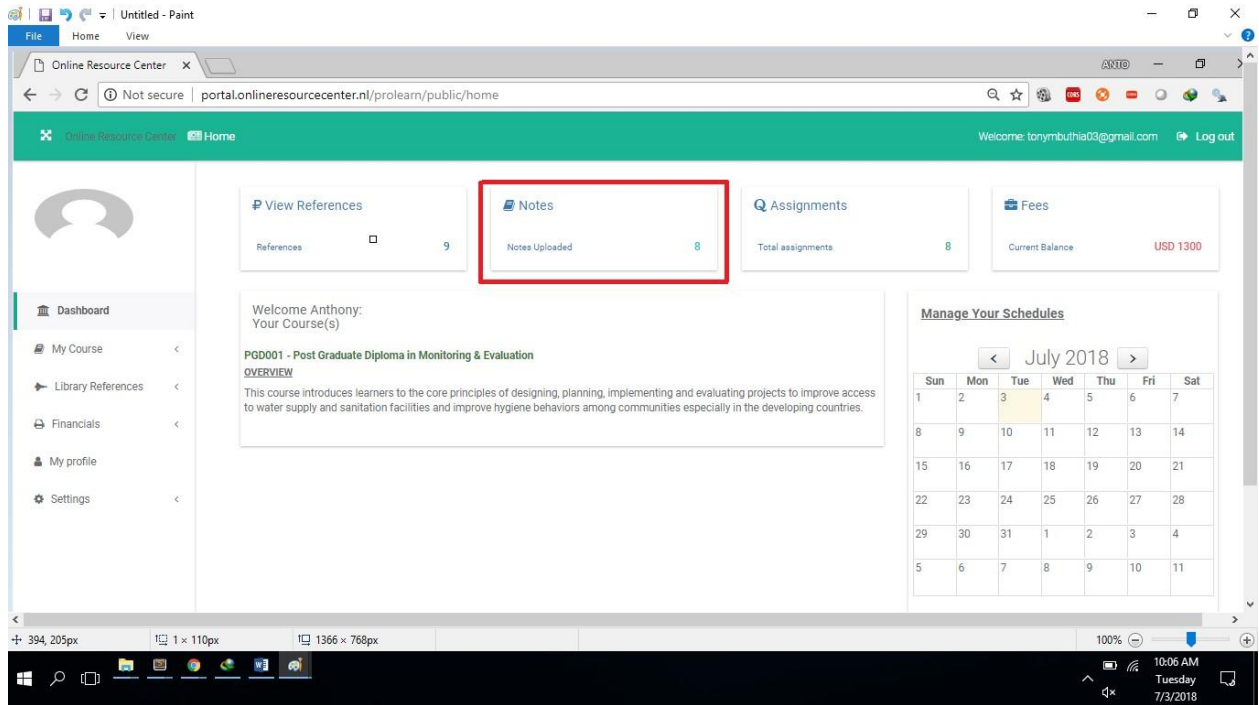 Untitled - Paint
File Home View
Online Resource Center
ANTO
Not secure portal.onlineresourcecenter.nl/prolearn/public/home
Online Resource Center Home Welcome: tonymbuthia03@gmail.com Log out
View References
References 9
Notes
Notes Uploaded 8
Assignments
Total assignments 8
Fees
Current Balance USD 1300
Dashboard
My Course
Library References
Financials
My profile
Settings
Welcome Anthony:
Your Course(s)
PGD001 - Post Graduate Diploma in Monitoring & Evaluation
OVERVIEW
This course introduces learners to the core principles of designing, planning, implementing and evaluating projects to improve access
to water supply and sanitation facilities and improve hygiene behaviors among communities especially in the developing countries.
Manage Your Schedules
July 2018
Sun Mon Tue Wed Thu Fri Sat
1 2 3 4 5 6 7
8 9 10 11 12 13 14
15 16 17 18 19 20 21
22 23 24 25 26 27 28
29 30 31 1 2 3 4
5 6 7 8 9 10 11
394, 205px 1 × 110px 1366 × 768px 100%
10:06 AM
Tuesday
7/3/2018